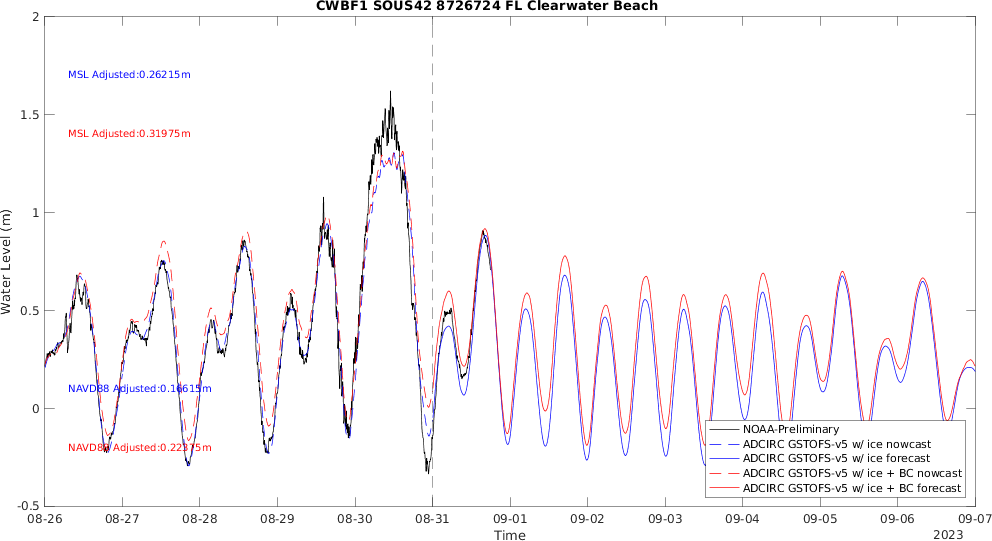 CWBF1 SOUS42 8726724 FL Clearwater Beach
2
MSL Adjusted:0.26215m
1.5
MSL Adjusted:0.31975m
1
Water Level (m)
0.5
NAVD88 Adjusted:0.16615m
0
NAVD88 Adjusted:0.22375m
NOAA-Preliminary
ADCIRC GSTOFS-v5 w/ ice nowcast
ADCIRC GSTOFS-v5 w/ ice forecast
ADCIRC GSTOFS-v5 w/ ice + BC nowcast
ADCIRC GSTOFS-v5 w/ ice + BC forecast
-0.5
08-26 08-27 08-28 08-29 08-30 08-31 09-01 09-02 09-03 09-04 09-05 09-06 09-07
Time
2023